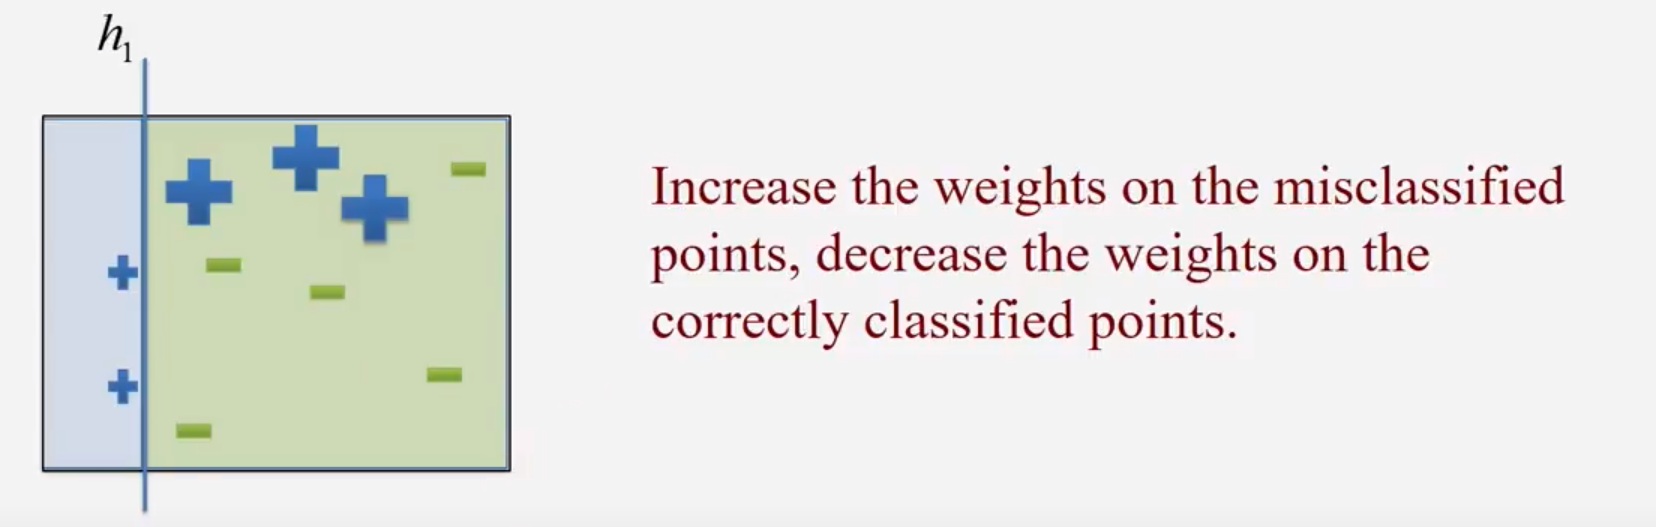 h₁
Increase the weights on the misclassified
points, decrease the weights on the
correctly classified points.